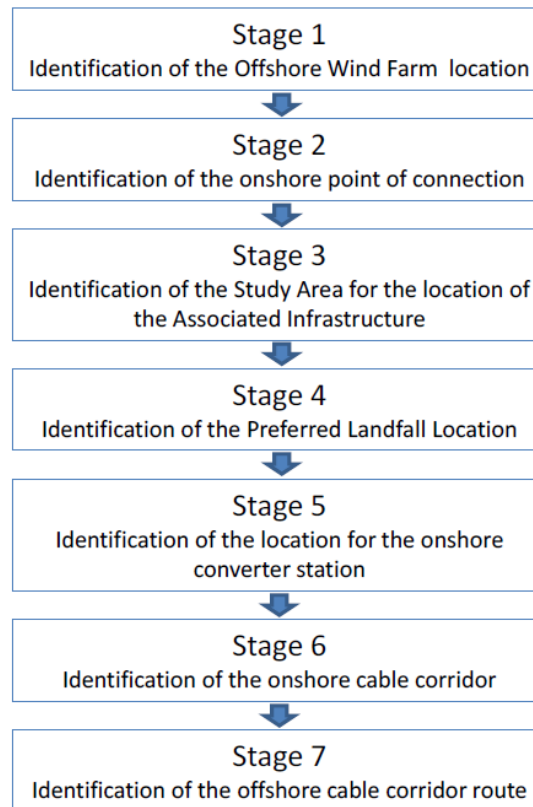 Stage 1
Identification of the Offshore Wind Farm location
Stage 2
Identification of the onshore point of connection
Stage 3
Identification of the Study Area for the location of
the Associated Infrastructure
Stage 4
Identification of the Preferred Landfall Location
Stage 5
Identification of the location for the onshore
converter station
Stage 6
Identification of the onshore cable corridor
Stage 7
Identification of the offshore cable corridor route